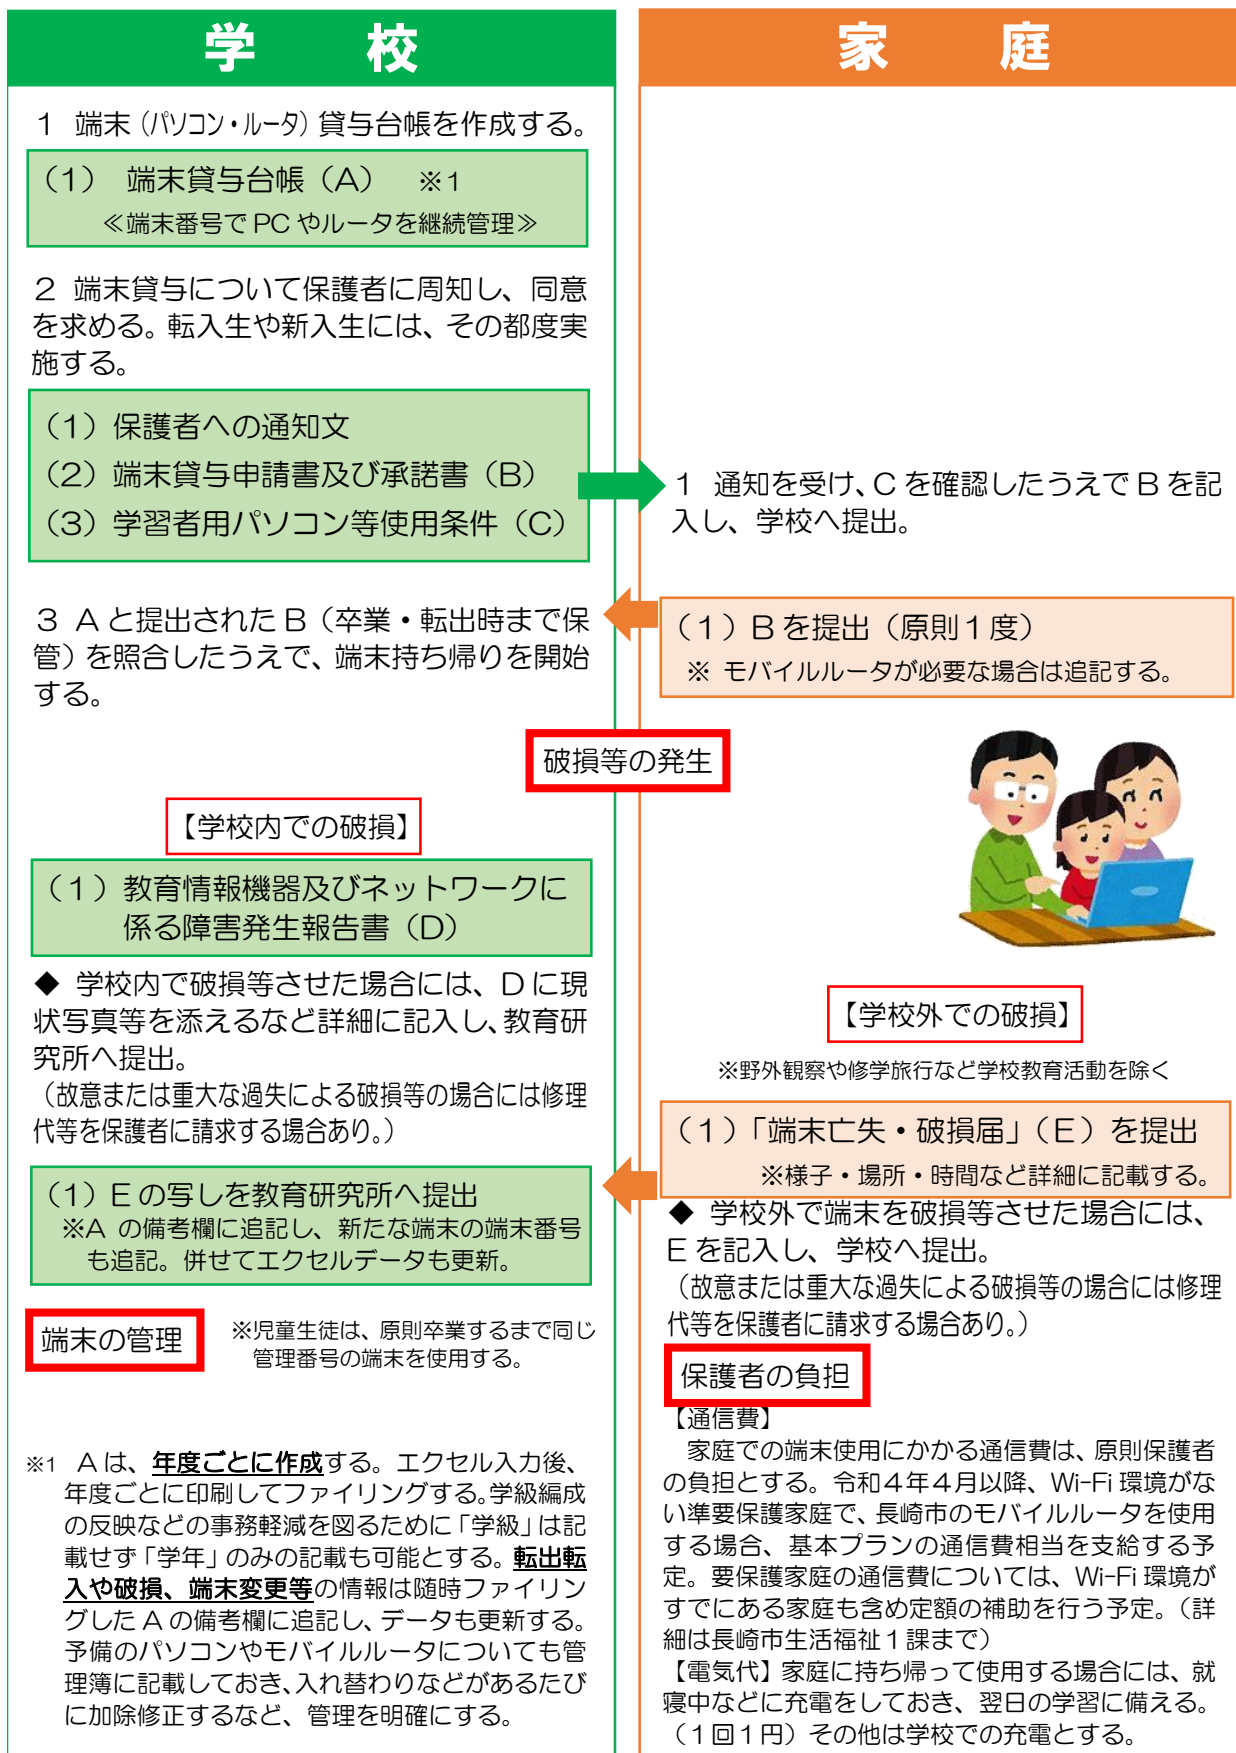 学　校
１ 端末（パソコン・ルータ）貸与台帳を作成する。
（１） 端末貸与台帳（A） ※１
≪端末番号で PC やルータを継続管理≫
２ 端末貸与について保護者に周知し、同意
を求める。転入生や新入生には、その都度実
施する。
（１）保護者への通知文
（２）端末貸与申請書及び承諾書（B）
（３）学習者用パソコン等使用条件（C）
３ A と提出された B（卒業・転出時まで保
管）を照合したうえで、端末持ち帰りを開始
する。
家　庭
１ 通知を受け、C を確認したうえで B を記
入し、学校へ提出。
（１）B を提出（原則１度）
※ モバイルルータが必要な場合は追記する。
破損等の発生
【学校内での破損】
（１）教育情報機器及びネットワークに
係る障害発生報告書（D）
◆ 学校内で破損等させた場合には、D に現
状写真等を添えるなど詳細に記入し、教育研
究所へ提出。
（故意または重大な過失による破損等の場合には修理
代等を保護者に請求する場合あり。）
（１）E の写しを教育研究所へ提出
※A の備考欄に追記し、新たな端末の端末番号
も追記。併せてエクセルデータも更新。
端末の管理
※児童生徒は、原則卒業するまで同じ
管理番号の端末を使用する。
※1 A は、年度ごとに作成する。エクセル入力後、
年度ごとに印刷してファイリングする。学級編成
の反映などの事務軽減を図るために「学級」は記
載せず「学年」のみの記載も可能とする。転出転
入や破損、端末変更等の情報は随時ファイリン
グした A の備考欄に追記し、データも更新する。
予備のパソコンやモバイルルータについても管
理簿に記載しておき、入れ替わりなどがあるたび
に加除修正するなど、管理を明確にする。
【学校外での破損】
※野外観察や修学旅行など学校教育活動を除く
（１）「端末亡失・破損届」（E）を提出
※様子・場所・時間など詳細に記載する。
◆ 学校外で端末を破損等させた場合には、
E を記入し、学校へ提出。
（故意または重大な過失による破損等の場合には修理
代等を保護者に請求する場合あり。）
保護者の負担
【通信費】
家庭での端末使用にかかる通信費は、原則保護者
の負担とする。令和４年４月以降、Wi-Fi 環境がな
い準要保護家庭で、長崎市のモバイルルータを使用
する場合、基本プランの通信費相当を支給する予
定。要保護家庭の通信費については、Wi-Fi 環境が
すでにある家庭も含め定額の補助を行う予定。（詳
細は長崎市生活福祉１課まで）
【電気代】家庭に持ち帰って使用する場合には、就
寝中などに充電をしておき、翌日の学習に備える。
（１回１円）その他は学校での充電とする。